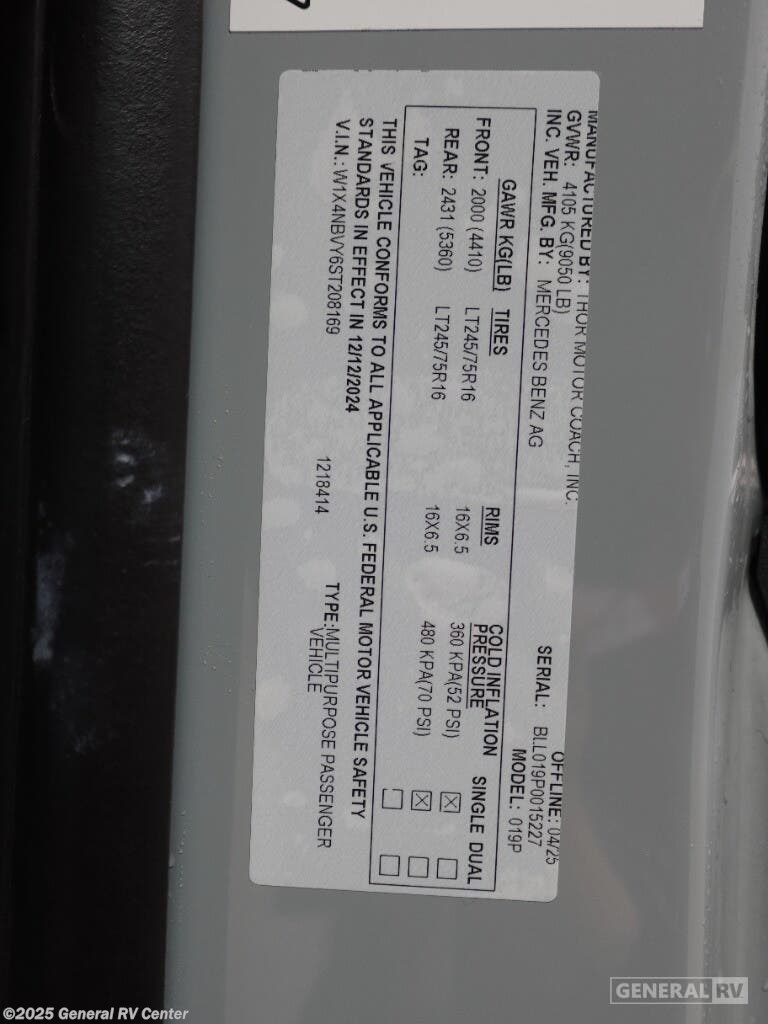 MANUFACTURED BY: THOR MOTOR COACH, INC.
OFFLINE: 04/25
GVWR: 4105 KG(9050 LB)
SERIAL: BLL019P0015227
INC. VEH. MFG. BY: MERCEDES BENZ AG
MODEL: 019P
GAWR KG(LB) TIRES RIMS COLD INFLATION PRESSURE SINGLE DUAL
FRONT: 2000 (4410) LT245/75R16 16X6.5 360 KPA(52 PSI) ☒ ☐
REAR: 2431 (5360) LT245/75R16 16X6.5 480 KPA(70 PSI) ☒ ☐
TAG: ☐ ☐
THIS VEHICLE CONFORMS TO ALL APPLICABLE U.S. FEDERAL MOTOR VEHICLE SAFETY
STANDARDS IN EFFECT IN 12/12/2024
V.I.N.: W1X4NBVY6ST208169 1218414 TYPE: MULTIPURPOSE PASSENGER
VEHICLE
GENERAL RV
©2025 General RV Center